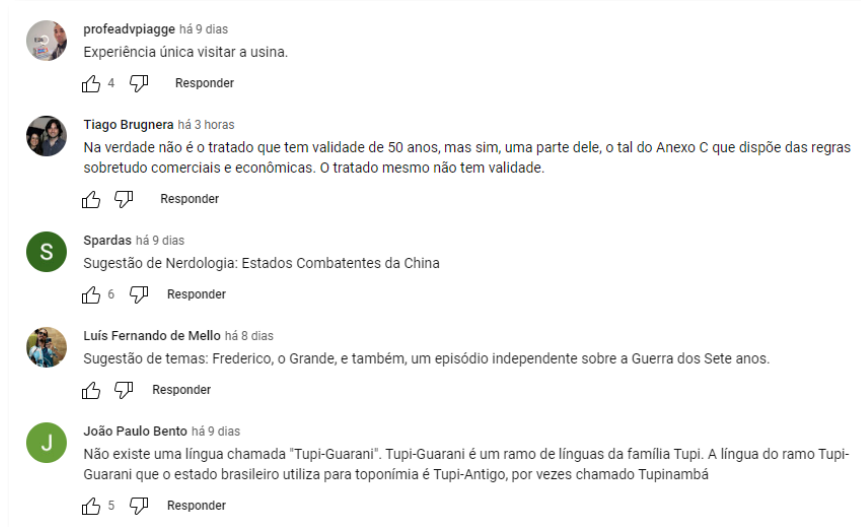 profeadvpiagge há 9 dias
Experiência única visitar a usina.
4 Responder
Tiago Brugnera há 3 horas
Na verdade não é o tratado que tem validade de 50 anos, mas sim, uma parte dele, o tal do Anexo C que dispõe das regras
sobretudo comerciais e econômicas. O tratado mesmo não tem validade.
Responder
S
Spardas há 9 dias
Sugestão de Nerdologia: Estados Combatentes da China
6 Responder
Luís Fernando de Mello há 8 dias
Sugestão de temas: Frederico, o Grande, e também, um episódio independente sobre a Guerra dos Sete anos.
Responder
J
João Paulo Bento há 9 dias
Não existe uma língua chamada "Tupi-Guarani". Tupi-Guarani é um ramo de línguas da família Tupi. A língua do ramo Tupi-
Guarani que o estado brasileiro utiliza para toponímia é Tupi-Antigo, por vezes chamado Tupinambá
5 Responder